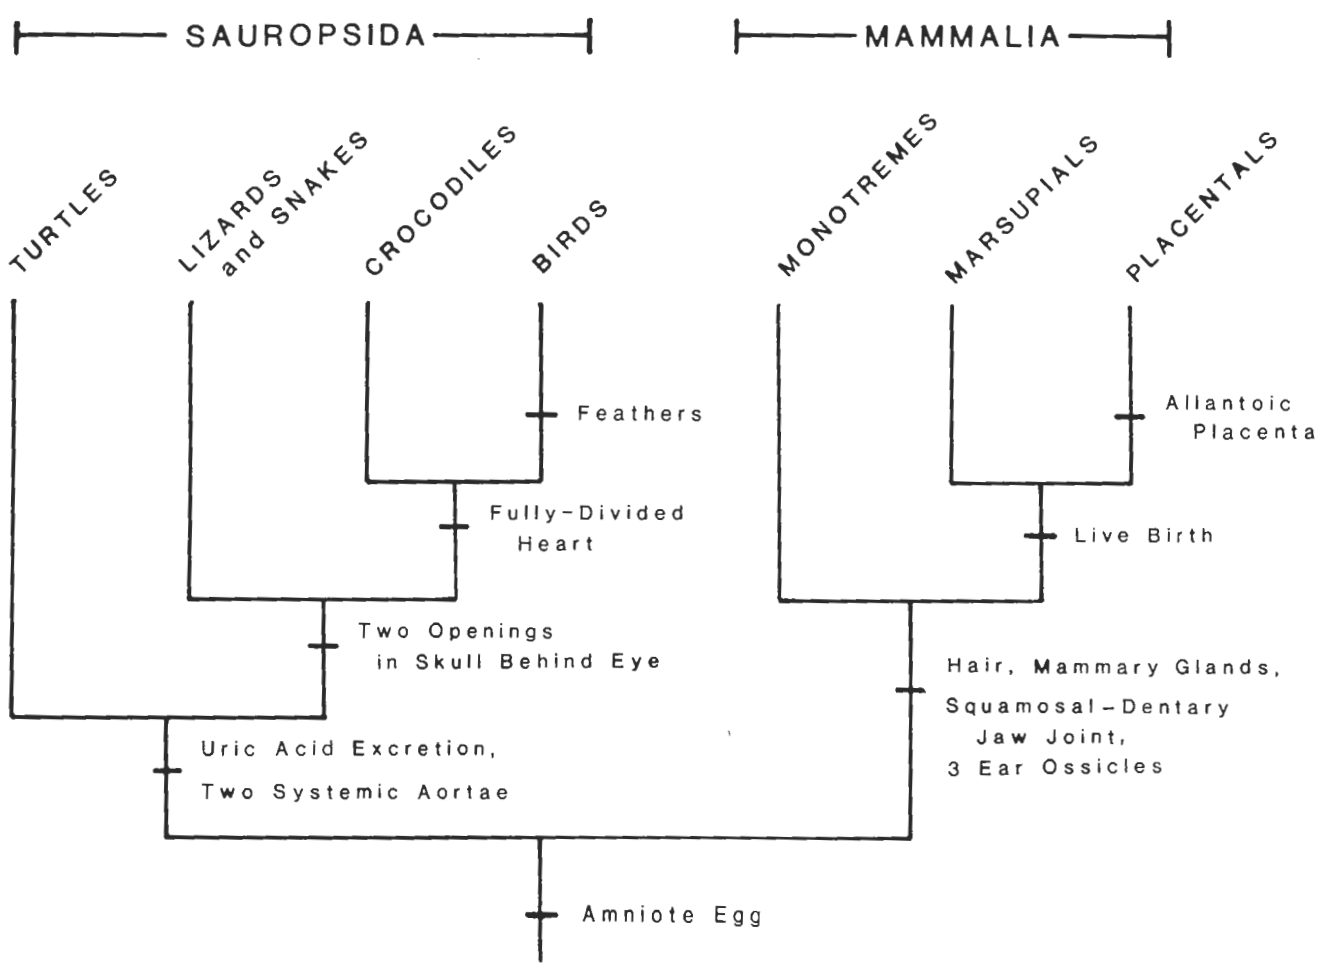 SAUROPSIDA
MAMMALIA
TURTLES
LIZARDS
and SNAKES
CROCODILES
BIRDS
MONOTREMES
MARSUPIALS
PLACENTALS
Feathers
Allantoic
Placenta
Fully-Divided
Heart
Live Birth
Two Openings
in Skull Behind Eye
Hair, Mammary Glands,
Squamosal-Dentary
Jaw Joint,
3 Ear Ossicles
Uric Acid Excretion,
Two Systemic Aortae
Amniote Egg